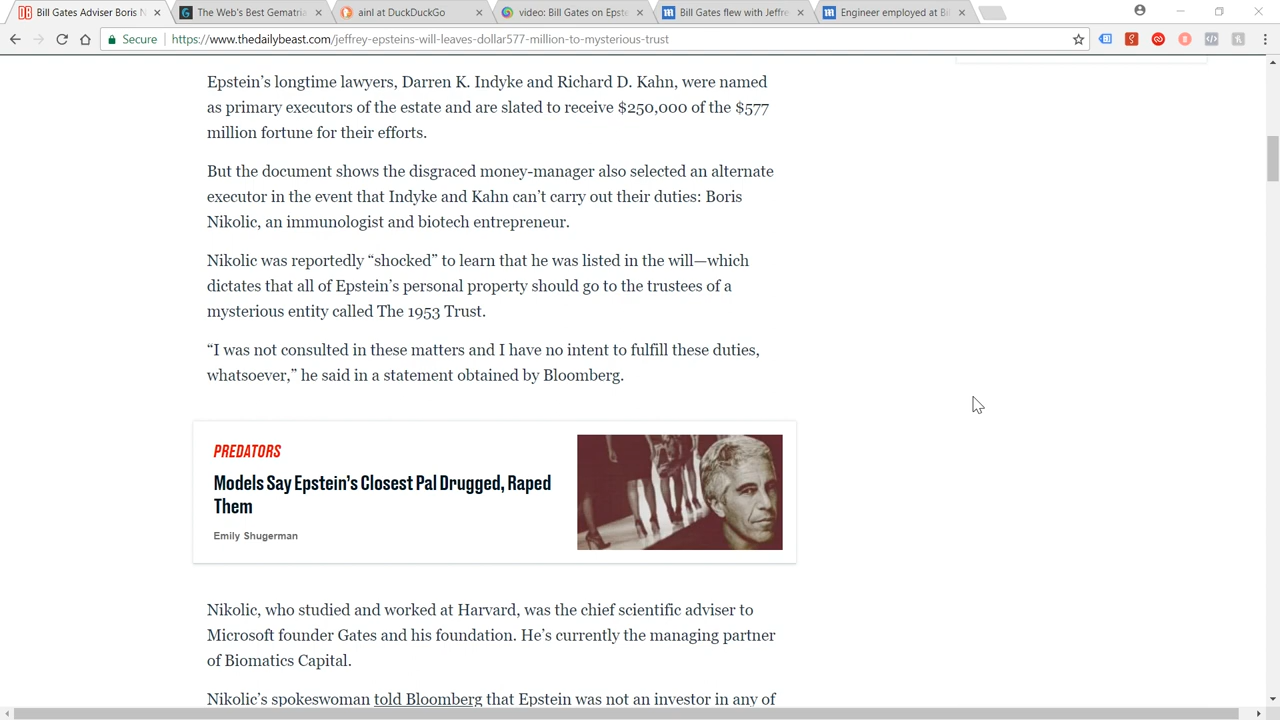 Bill Gates Adviser Boris N
The Web's Best Gematria
ainl at DuckDuckGo
video: Bill Gates on Epste
Bill Gates flew with Jeffre
Engineer employed at Bil
Secure
https://www.thedailybeast.com/jeffrey-epsteins-will-leaves-dollar577-million-to-mysterious-trust
Epstein’s longtime lawyers, Darren K. Indyke and Richard D. Kahn, were named
as primary executors of the estate and are slated to receive $250,000 of the $577
million fortune for their efforts.
But the document shows the disgraced money-manager also selected an alternate
executor in the event that Indyke and Kahn can’t carry out their duties: Boris
Nikolic, an immunologist and biotech entrepreneur.
Nikolic was reportedly “shocked” to learn that he was listed in the will—which
dictates that all of Epstein’s personal property should go to the trustees of a
mysterious entity called The 1953 Trust.
“I was not consulted in these matters and I have no intent to fulfill these duties,
whatsoever,” he said in a statement obtained by Bloomberg.
PREDATORS
Models Say Epstein’s Closest Pal Drugged, Raped
Them
Emily Shugerman
Nikolic, who studied and worked at Harvard, was the chief scientific adviser to
Microsoft founder Gates and his foundation. He’s currently the managing partner
of Biomatics Capital.
Nikolic’s spokeswoman told Bloomberg that Epstein was not an investor in any of